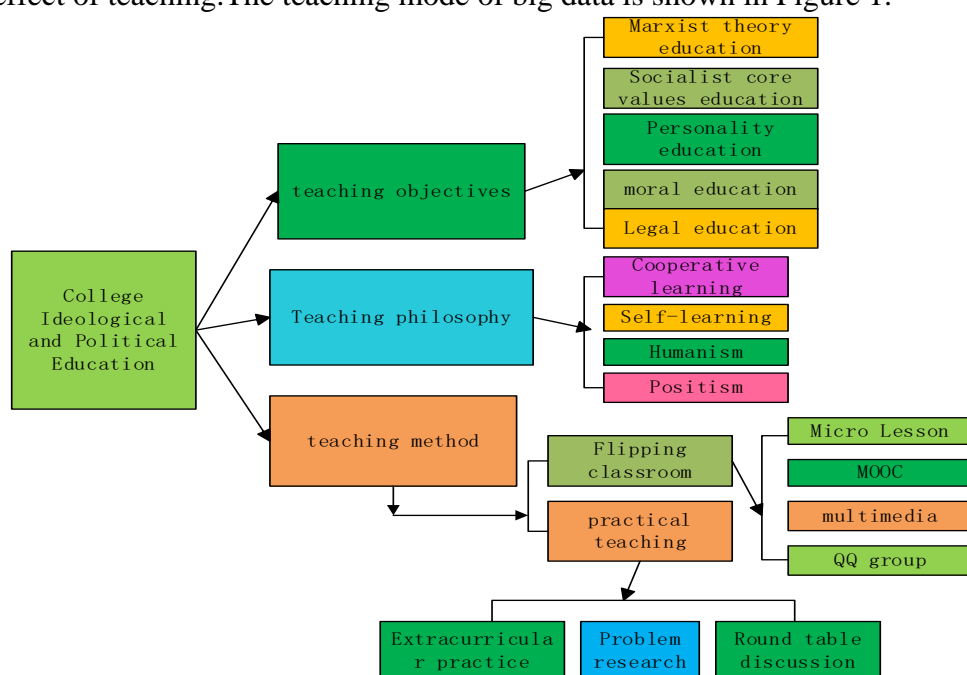 effect of teaching.The teaching mode of big data is shown in Figure 1.
Marxist theory
education
Socialist core
values education
Personality
education
moral education
Legal education
teaching objectives
College
Ideological
and Political
Education
Teaching philosophy
Cooperative
learning
Self-learning
Humanism
Positism
teaching method
Flipping
classroom
practical
teaching
Micro Lesson
MOOC
multimedia
QQ group
Extracurricula
r practice
Problem
research
Round table
discussion